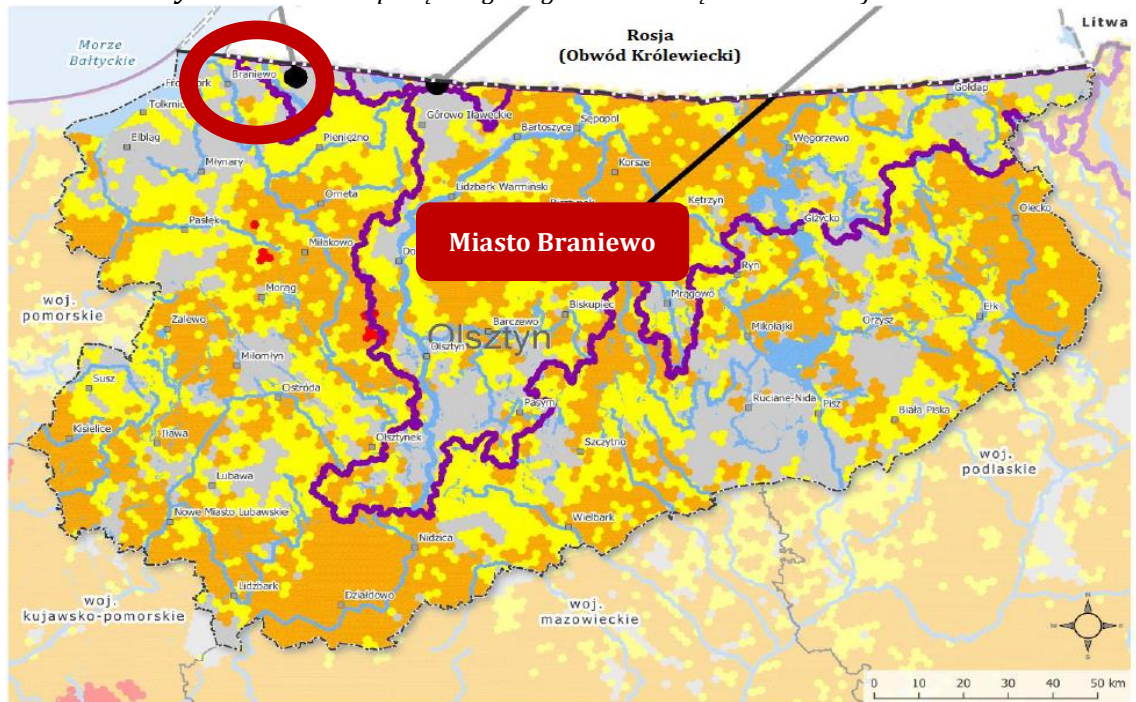 Litwa
Morze
Bałtyckie
Rosja
(Obwód Królewiecki)
Braniewo
Gołdap
Tolkmic
Górowo Iławeckie
Sępopol
Bartoszyce
Węgorzewo
Elbląg
Pieniężno
Młynary
Korsze
Lidzbark Warmiński
Kętrzyn
Orneta
Olecko
Pasłęk
Giżycko
Miasto Braniewo
Miłakowo
Do
Ryn
Morąg
Mrągowo
woj.
pomorskie
Biskupiec
Zalewo
Barczewo
Mikołajki
Orzysz
Ełk
Olsztyn
Olsztyn
Miłomłyn
Susz
Ostróda
Ruciane-Nida
Pisz
Biała Piska
Pasym
Kisielice
Iława
Olsztynek
Szczytno
woj.
podlaskie
Lubawa
Nowe Miasto Lubawskie
Wielbark
Nidzica
Lidzbark
Działdowo
woj.
kujawsko-pomorskie
woj.
mazowieckie
N
W
E
S
0 10 20 30 40 50 km